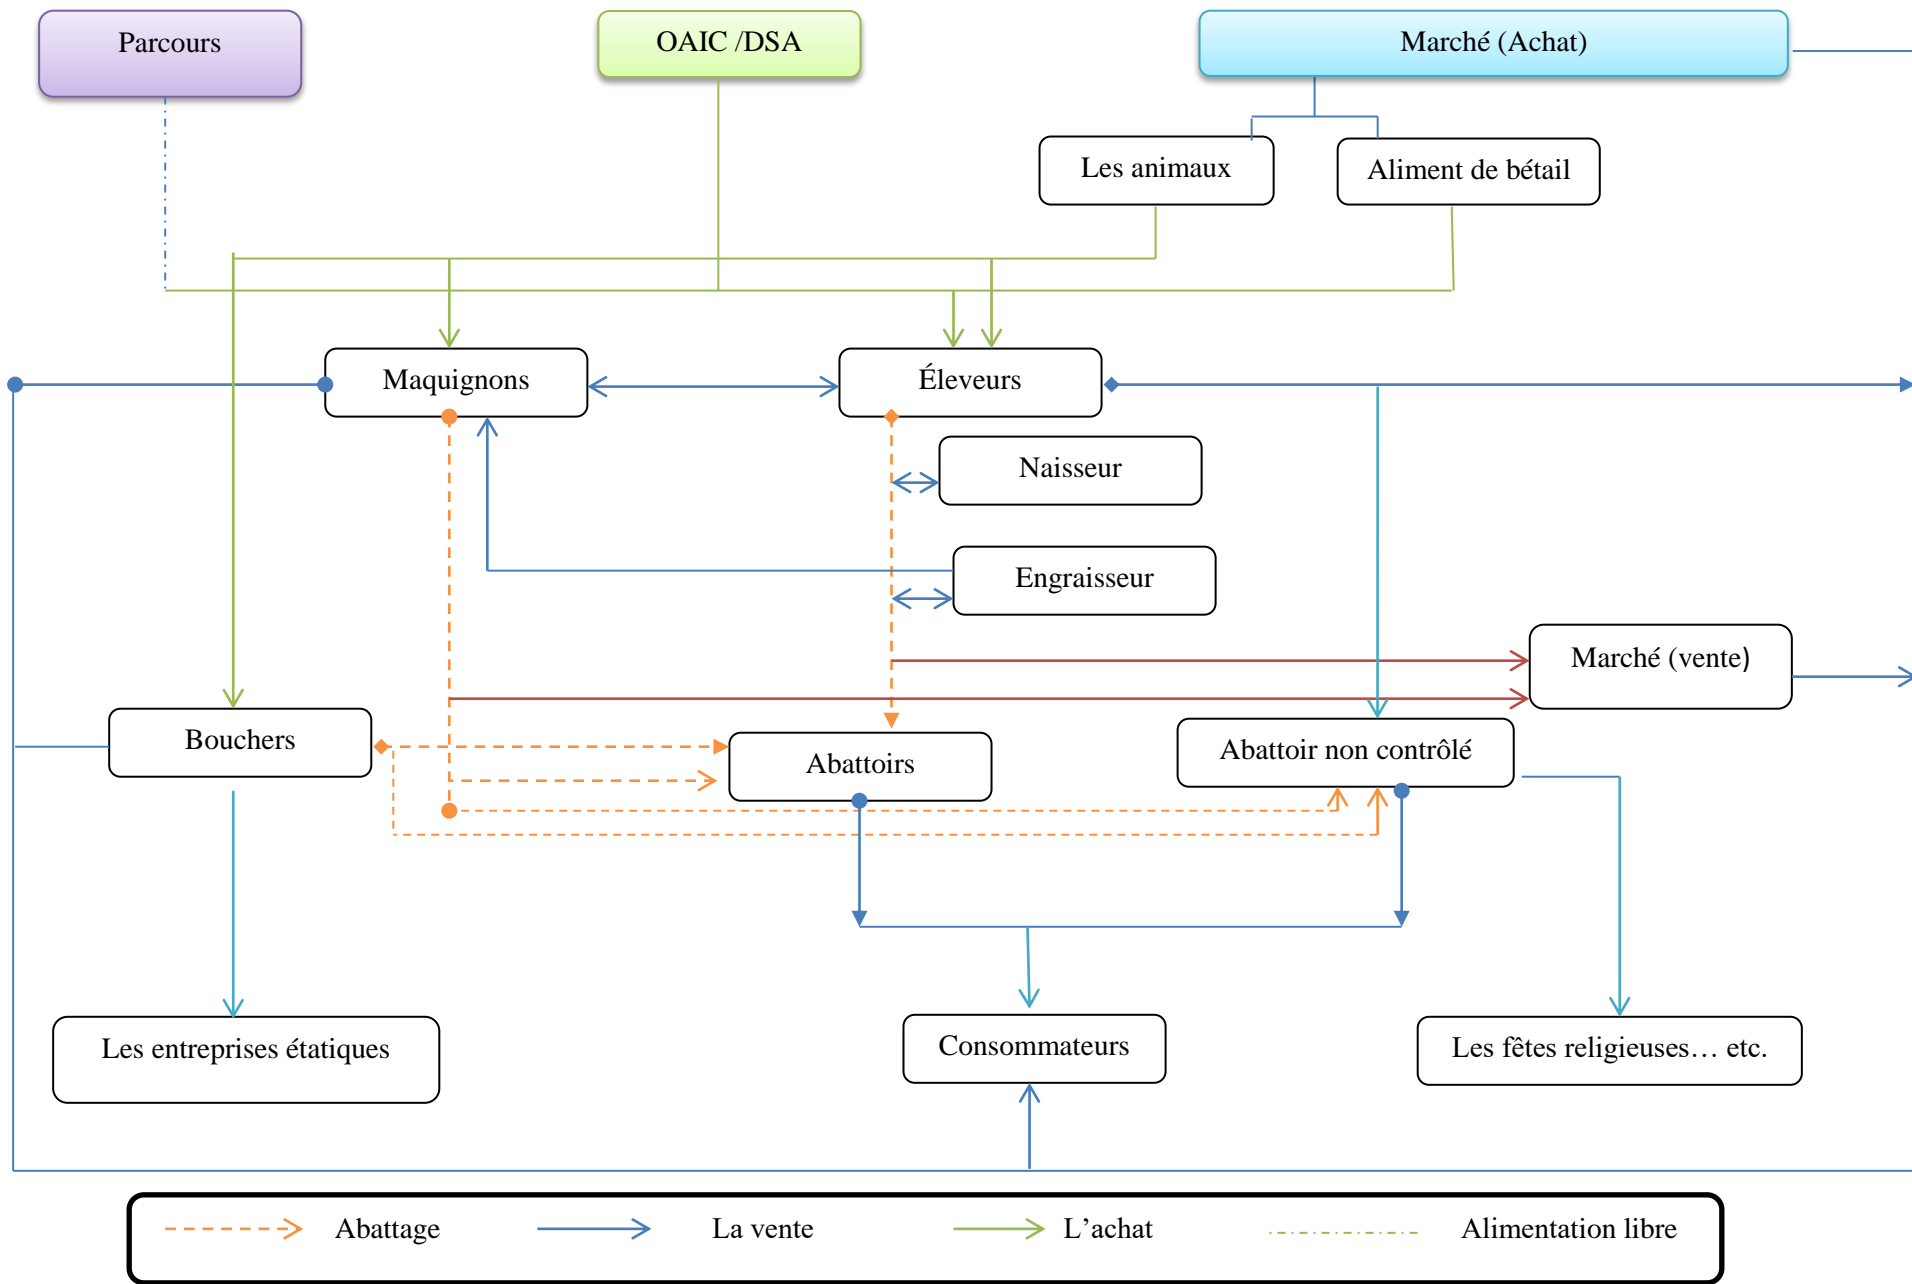 Parcours
OAIC /DSA
Marché (Achat)
Les animaux
Aliment de bétail
Maquignons
Éleveurs
Naisseur
Engraisseur
Marché (vente)
Bouchers
Abattoirs
Abattoir non contrôlé
Les entreprises étatiques
Consommateurs
Les fêtes religieuses… etc.
Abattage
La vente
L’achat
Alimentation libre